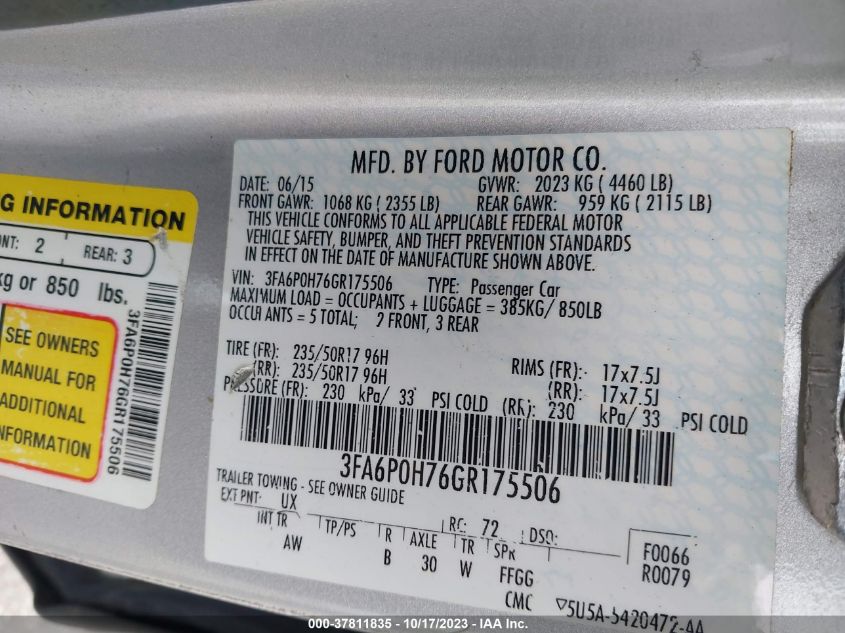 MFD. BY FORD MOTOR CO.
DATE: 06/15 GVWR: 2023 KG ( 4460 LB)
FRONT GAWR: 1068 KG ( 2355 LB) REAR GAWR: 959 KG ( 2115 LB)
THIS VEHICLE CONFORMS TO ALL APPLICABLE FEDERAL MOTOR
VEHICLE SAFETY, BUMPER, AND THEFT PREVENTION STANDARDS
IN EFFECT ON THE DATE OF MANUFACTURE SHOWN ABOVE.
VIN: 3FA6P0H76GR175506 TYPE: Passenger Car
MAXIMUM LOAD = OCCUPANTS + LUGGAGE = 385KG/ 850LB
OCCU ANTS = 5 TOTAL; 2 FRONT, 3 REAR
TIRE (FR): 235/50R17 96H RIMS (FR): 17x7.5J
(RR): 235/50R17 96H (RR): 17x7.5J
PRESSURE (FR): 230 kPa/ 33 PSI COLD (RR): 230 kPa/ 33 PSI COLD
3FA6P0H76GR175506
TRAILER TOWING - SEE OWNER GUIDE
EXT PNT: UX RC: 72 DSO: F0066
INT TR TP/PS R AXLE TR SPR R0079
AW B 30 W FFGG
CMC ▽5U5A-5420472-AA
G INFORMATION
NT: 2 REAR: 3
kg or 850 lbs.
SEE OWNERS
MANUAL FOR
ADDITIONAL
INFORMATION
3FA6P0H76GR175506
000-37811835 - 10/17/2023 - IAA Inc.